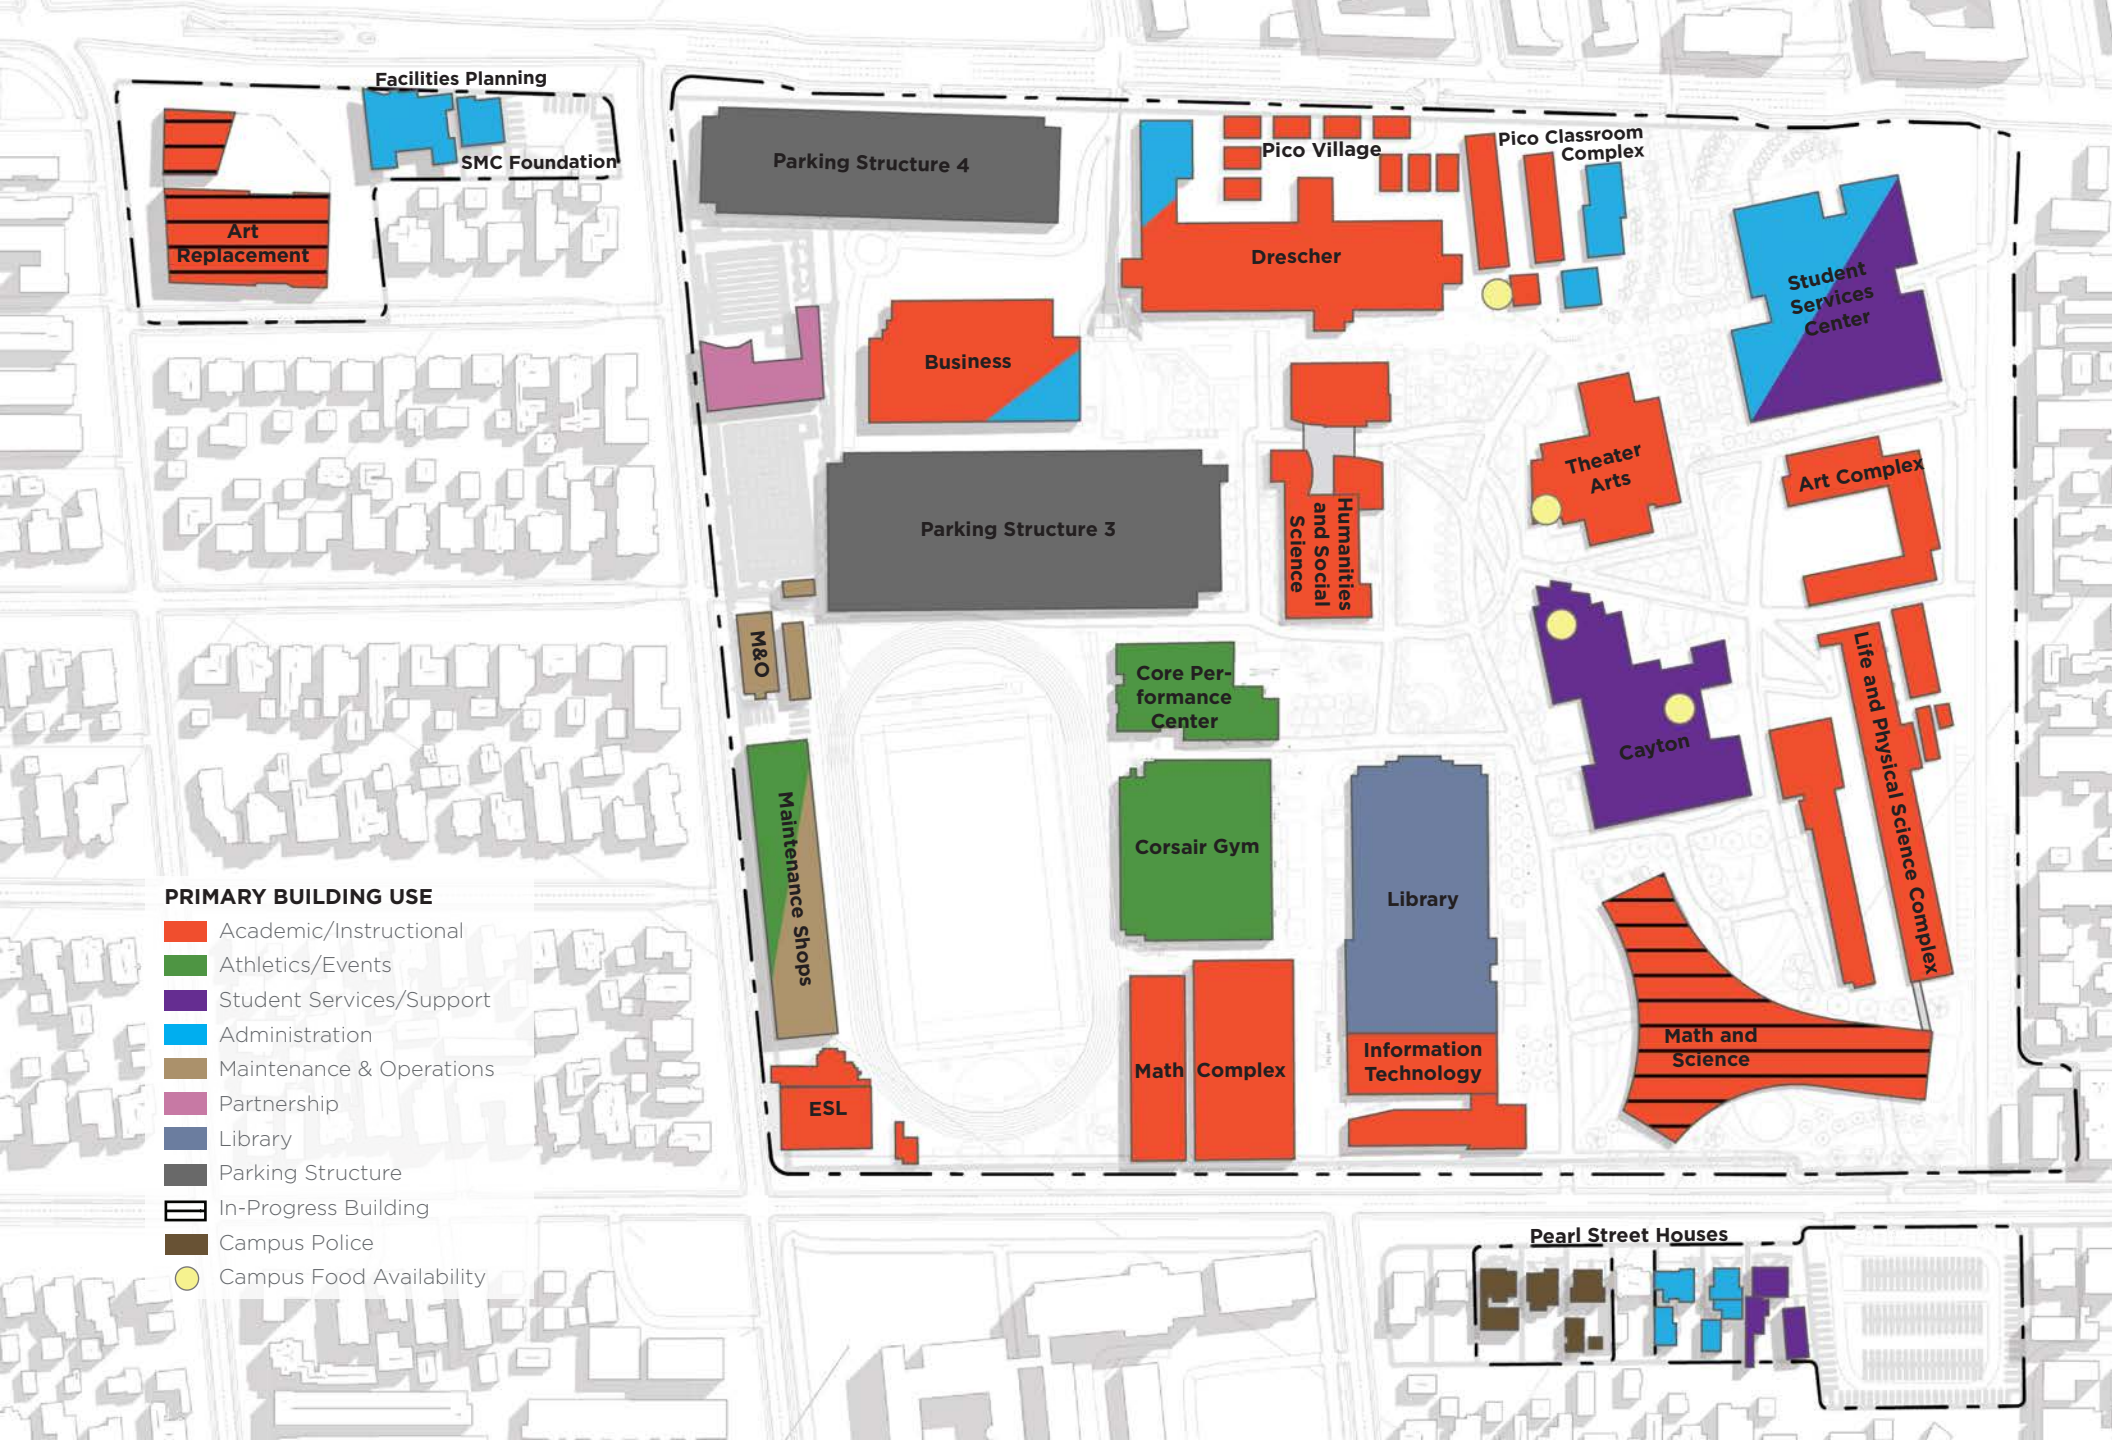 Facilities Planning
SMC Foundation
Art
Replacement
Parking Structure 4
Pico Village
Pico Classroom
Complex
Drescher
Student
Services
Center
Business
Theater
Arts
Art Complex
Parking Structure 3
Humanities
and Social
Science
M&O
Core Per-
formance
Center
Life and Physical Science Complex
Cayton
Maintenance Shops
Corsair Gym
Library
Math and
Science
Information
Technology
Math Complex
ESL
PRIMARY BUILDING USE
Academic/Instructional
Athletics/Events
Student Services/Support
Administration
Maintenance & Operations
Partnership
Library
Parking Structure
In-Progress Building
Campus Police
Campus Food Availability
Pearl Street Houses